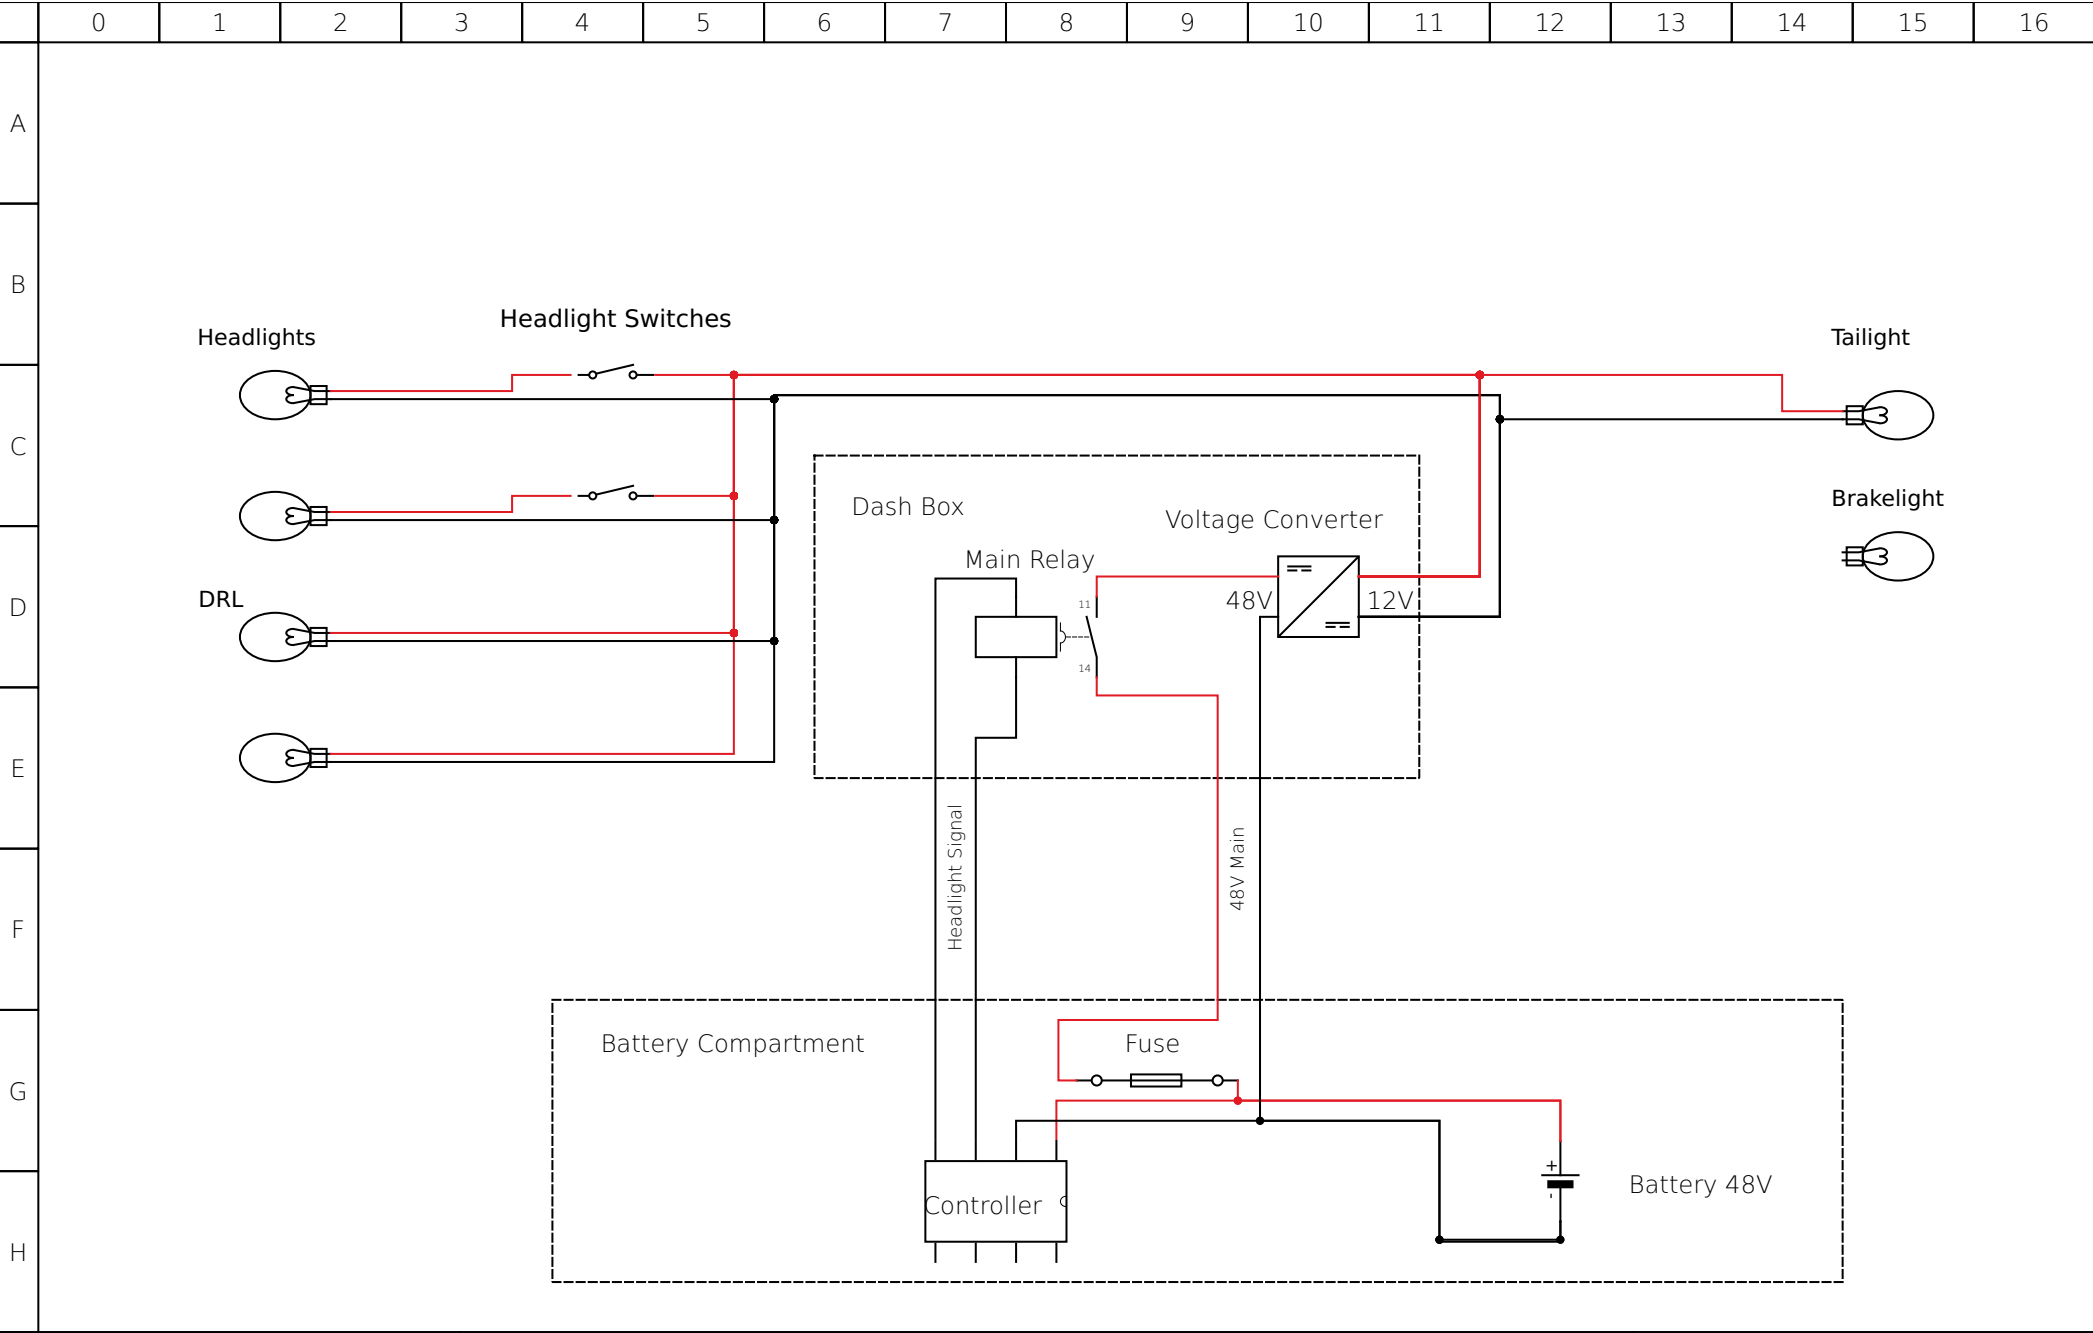 0 1 2 3 4 5 6 7 8 9 10 11 12 13 14 15 16
A
B
Headlight Switches
Headlights
Tailight
C
Brakelight
Dash Box
Voltage Converter
Main Relay
DRL
D
11
48V
12V
14
E
Headlight Signal
48V Main
F
Battery Compartment
Fuse
G
+
Battery 48V
-
Controller
H